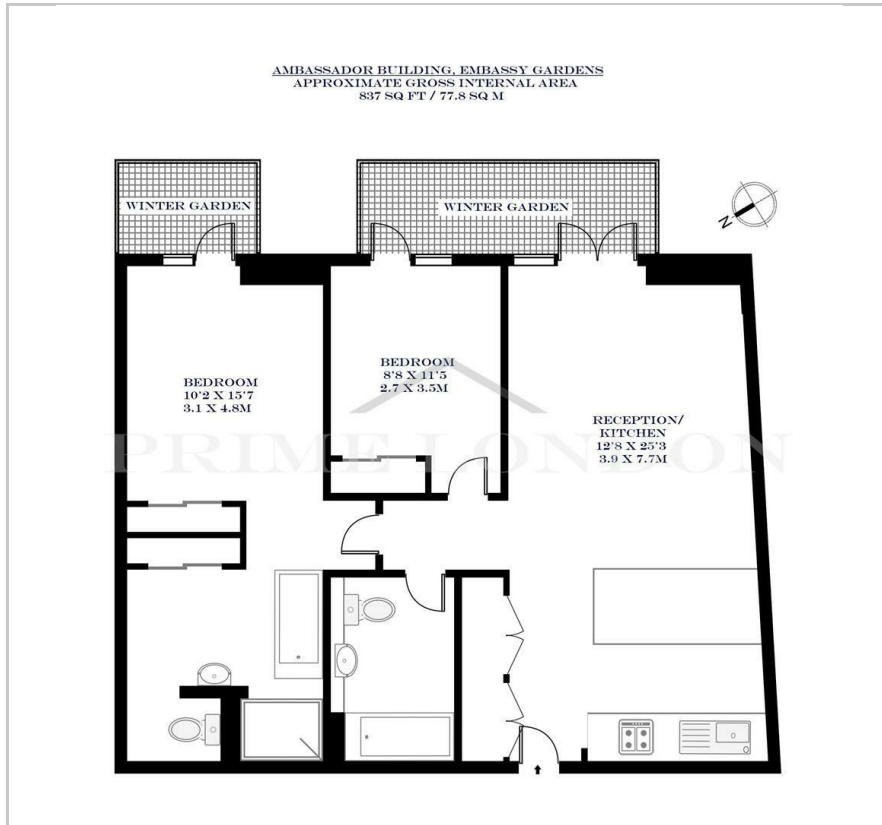 AMBASSADOR BUILDING, EMBASSY GARDENS
APPROXIMATE GROSS INTERNAL AREA
837 SQ FT / 77.8 SQ M
WINTER GARDEN
WINTER GARDEN
N
BEDROOM
10'2 X 15'7
3.1 X 4.8M
BEDROOM
8'8 X 11'5
2.7 X 3.5M
RECEPTION/
KITCHEN
12'8 X 25'3
3.9 X 7.7M
PRIME LONDON